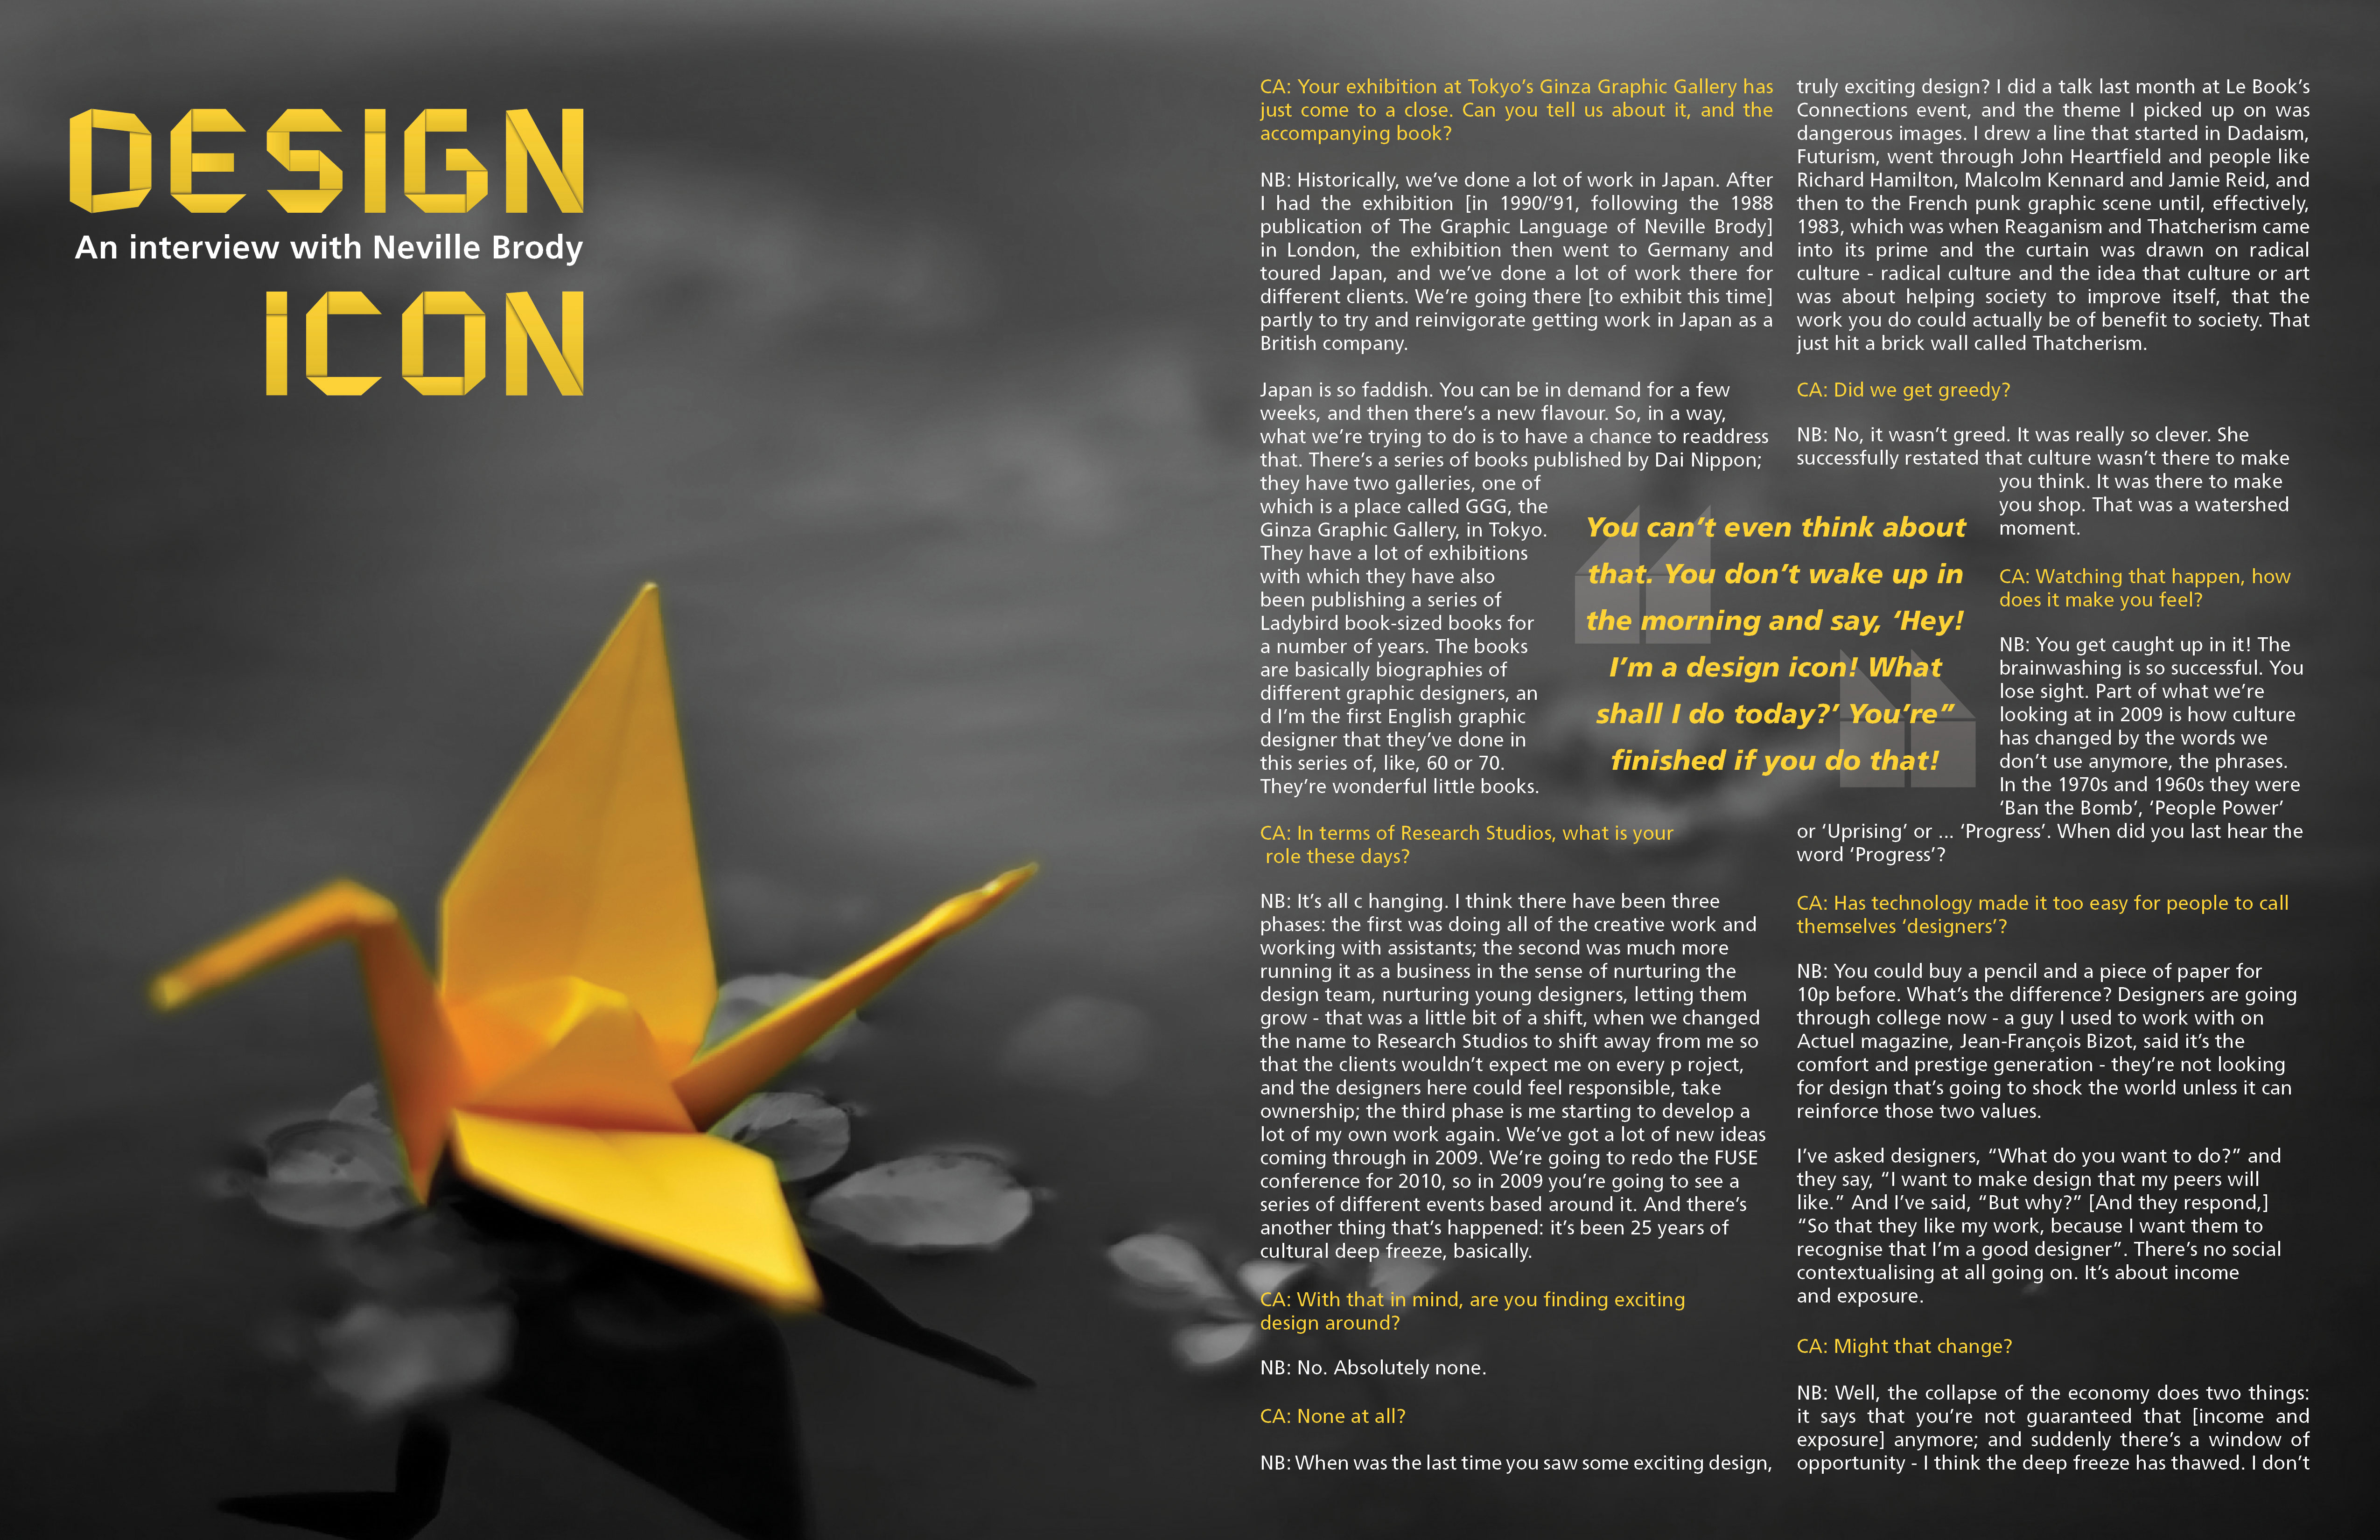 DESiGN
An interview with Neville Brody
iCON
CA: Your exhibition at Tokyo’s Ginza Graphic Gallery has
just come to a close. Can you tell us about it, and the
accompanying book?
NB: Historically, we’ve done a lot of work in Japan. After
I had the exhibition [in 1990/’91, following the 1988
publication of The Graphic Language of Neville Brody]
in London, the exhibition then went to Germany and
toured Japan, and we’ve done a lot of work there for
different clients. We’re going there [to exhibit this time]
partly to try and reinvigorate getting work in Japan as a
British company.
Japan is so faddish. You can be in demand for a few
weeks, and then there’s a new flavour. So, in a way,
what we’re trying to do is to have a chance to readdress
that. There’s a series of books published by Dai Nippon;
they have two galleries, one of
which is a place called GGG, the
Ginza Graphic Gallery, in Tokyo.
They have a lot of exhibitions
with which they have also
been publishing a series of
Ladybird book-sized books for
a number of years. The books
are basically biographies of
different graphic designers, an
d I’m the first English graphic
designer that they’ve done in
this series of, like, 60 or 70.
They’re wonderful little books.
CA: In terms of Research Studios, what is your
role these days?
NB: It’s all c hanging. I think there have been three
phases: the first was doing all of the creative work and
working with assistants; the second was much more
running it as a business in the sense of nurturing the
design team, nurturing young designers, letting them
grow - that was a little bit of a shift, when we changed
the name to Research Studios to shift away from me so
that the clients wouldn’t expect me on every p roject,
and the designers here could feel responsible, take
ownership; the third phase is me starting to develop a
lot of my own work again. We’ve got a lot of new ideas
coming through in 2009. We’re going to redo the FUSE
conference for 2010, so in 2009 you’re going to see a
series of different events based around it. And there’s
another thing that’s happened: it’s been 25 years of
cultural deep freeze, basically.
CA: With that in mind, are you finding exciting
design around?
NB: No. Absolutely none.
CA: None at all?
NB: When was the last time you saw some exciting design,
You can’t even think about
that. You don’t wake up in
the morning and say, ‘Hey!
I’m a design icon! What
shall I do today?’ You’re”
finished if you do that!
truly exciting design? I did a talk last month at Le Book’s
Connections event, and the theme I picked up on was
dangerous images. I drew a line that started in Dadaism,
Futurism, went through John Heartfield and people like
Richard Hamilton, Malcolm Kennard and Jamie Reid, and
then to the French punk graphic scene until, effectively,
1983, which was when Reaganism and Thatcherism came
into its prime and the curtain was drawn on radical
culture - radical culture and the idea that culture or art
was about helping society to improve itself, that the
work you do could actually be of benefit to society. That
just hit a brick wall called Thatcherism.
CA: Did we get greedy?
NB: No, it wasn’t greed. It was really so clever. She
successfully restated that culture wasn’t there to make
you think. It was there to make
you shop. That was a watershed
moment.
CA: Watching that happen, how
does it make you feel?
NB: You get caught up in it! The
brainwashing is so successful. You
lose sight. Part of what we’re
looking at in 2009 is how culture
has changed by the words we
don’t use anymore, the phrases.
In the 1970s and 1960s they were
‘Ban the Bomb’, ‘People Power’
or ‘Uprising’ or ... ‘Progress’. When did you last hear the
word ‘Progress’?
CA: Has technology made it too easy for people to call
themselves ‘designers’?
NB: You could buy a pencil and a piece of paper for
10p before. What’s the difference? Designers are going
through college now - a guy I used to work with on
Actuel magazine, Jean-François Bizot, said it’s the
comfort and prestige generation - they’re not looking
for design that’s going to shock the world unless it can
reinforce those two values.
I’ve asked designers, “What do you want to do?” and
they say, “I want to make design that my peers will
like.” And I’ve said, “But why?” [And they respond,]
“So that they like my work, because I want them to
recognise that I’m a good designer”. There’s no social
contextualising at all going on. It’s about income
and exposure.
CA: Might that change?
NB: Well, the collapse of the economy does two things:
it says that you’re not guaranteed that [income and
exposure] anymore; and suddenly there’s a window of
opportunity - I think the deep freeze has thawed. I don’t